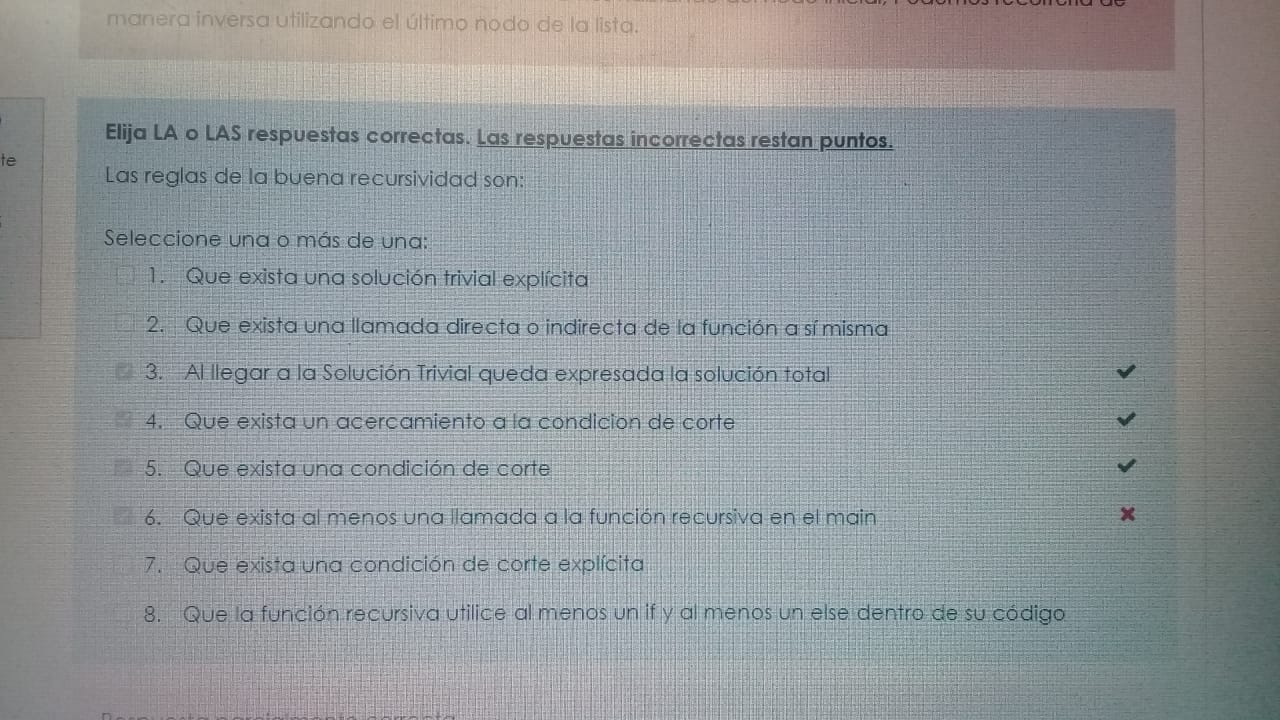 manera inversa utilizando el último nodo de la lista.
te
Elija LA o LAS respuestas correctas. Las respuestas incorrectas restan puntos.
Las reglas de la buena recursividad son:
Seleccione una o más de una:
1. Que exista una solución trivial explícita
2. Que exista una llamada directa o indirecta de la función a sí misma
3. Al llegar a la Solución Trivial queda expresada la solución total
4. Que exista un acercamiento a la condicion de corte
5. Que exista una condición de corte
6. Que exista al menos una llamada a la función recursiva en el main
7. Que exista una condición de corte explícita
8. Que la función recursiva utilice al menos un if y al menos un else dentro de su código